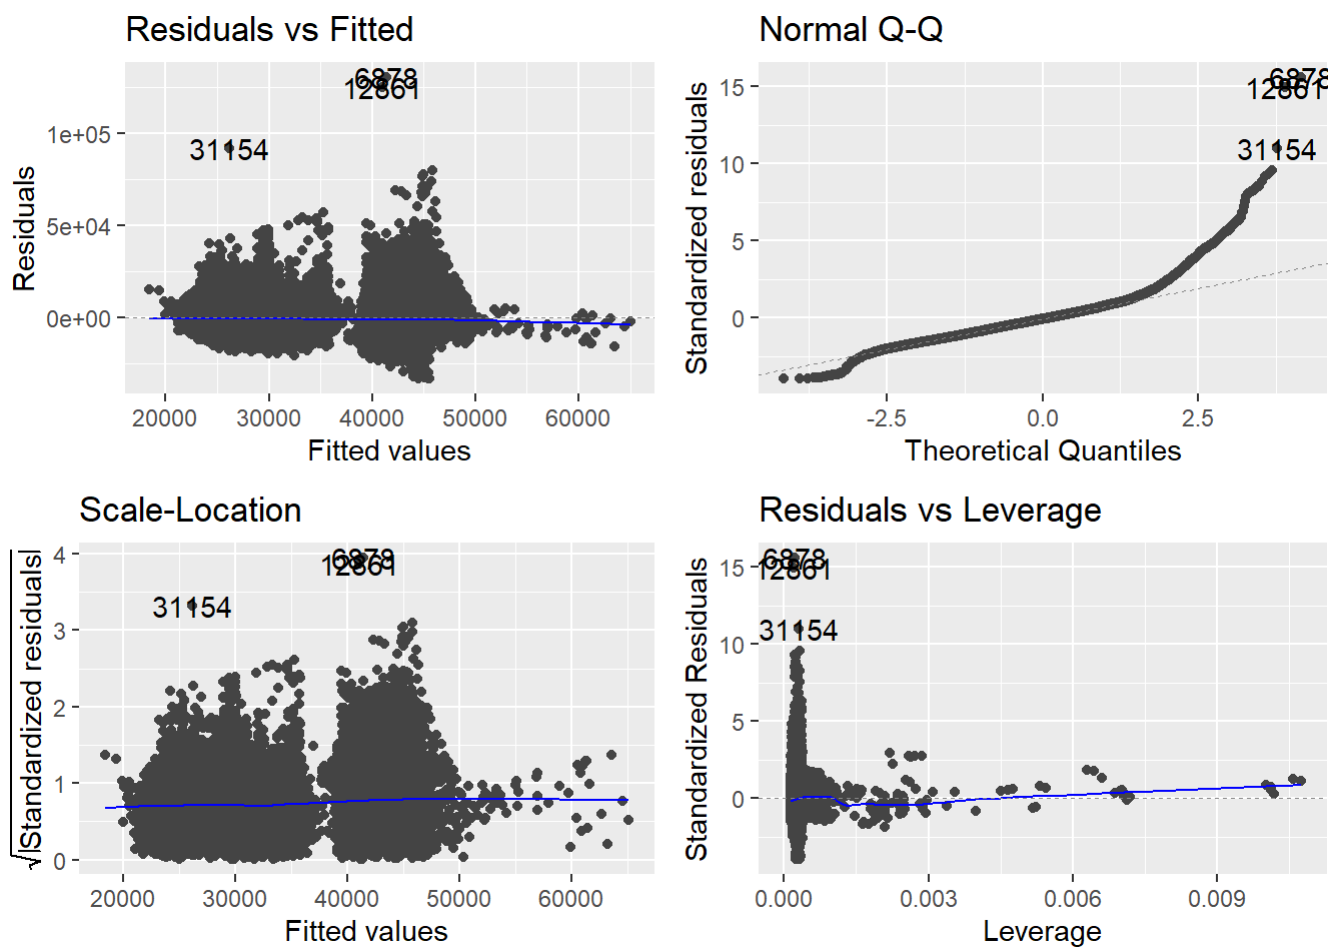 Residuals vs Fitted
Residuals
1e+05
5e+04
0e+00
6878
12861
31154
20000 30000 40000 50000 60000
Fitted values
Normal Q-Q
Standardized residuals
15
10
5
0
6878
12861
31154
-2.5 0.0 2.5
Theoretical Quantiles
Scale-Location
√|Standardized residuals|
4
3
2
1
0
6878
12861
31154
20000 30000 40000 50000 60000
Fitted values
Residuals vs Leverage
Standardized Residuals
15
10
5
0
6878
12861
31154
0.000 0.003 0.006 0.009
Leverage